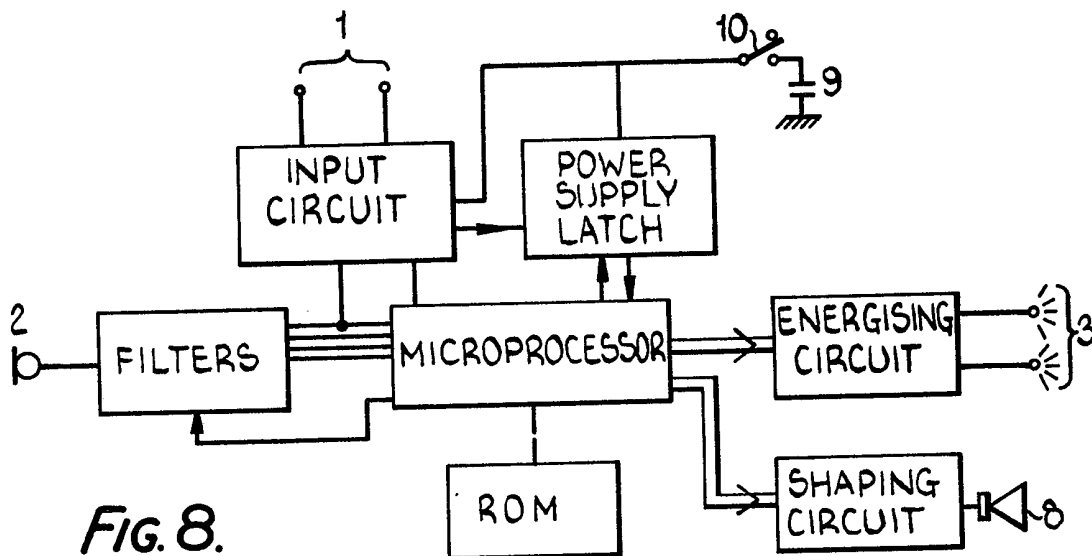 1
10
9
INPUT
CIRCUIT
POWER
SUPPLY
LATCH
2
FILTERS
MICROPROCESSOR
ENERGISING
CIRCUIT
3
ROM
SHAPING
CIRCUIT
8
FIG. 8.